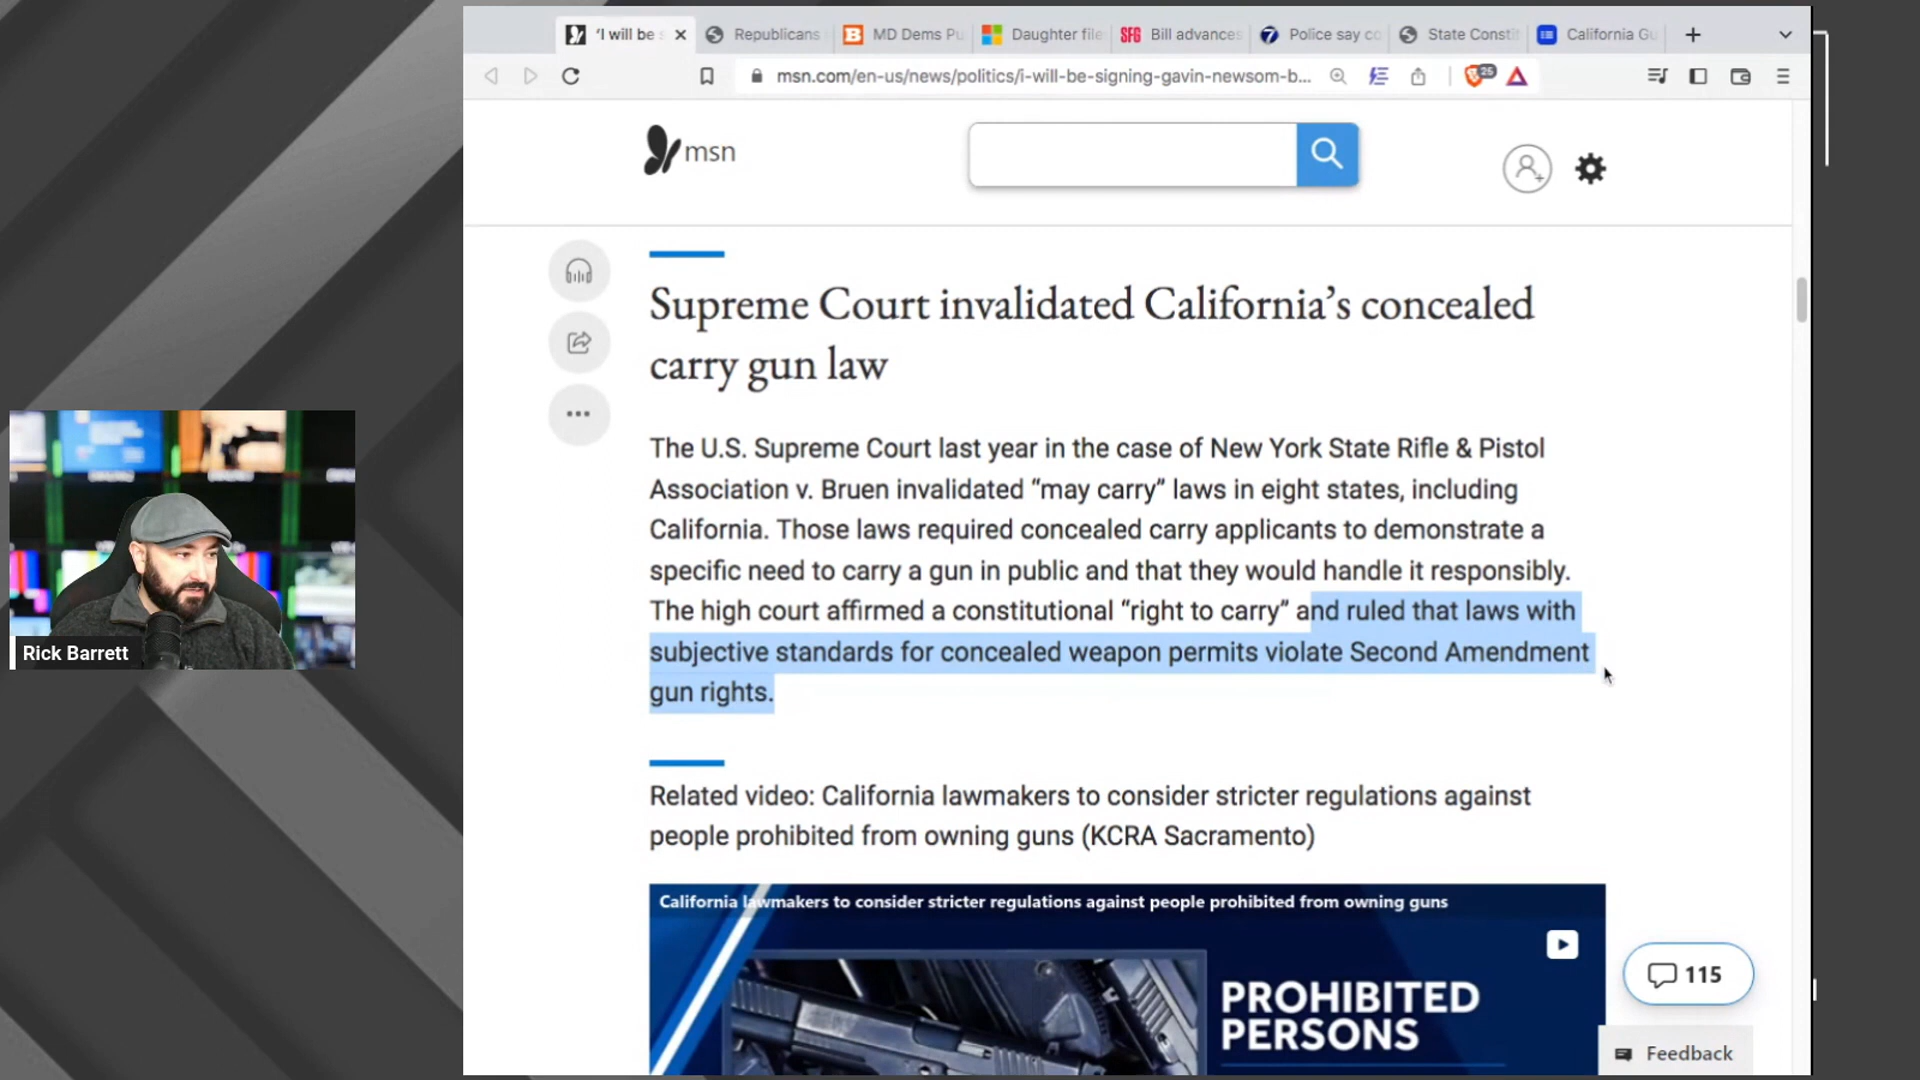 'I will be s
Republicans
MD Dems Pu
Daughter file
SFG
Bill advances
Police say co
State Constit
California Gu
msn.com/en-us/news/politics/i-will-be-signing-gavin-newsom-b...
25
msn
Supreme Court invalidated California's concealed
carry gun law
The U.S. Supreme Court last year in the case of New York State Rifle & Pistol
Association v. Bruen invalidated “may carry” laws in eight states, including
California. Those laws required concealed carry applicants to demonstrate a
specific need to carry a gun in public and that they would handle it responsibly.
The high court affirmed a constitutional “right to carry” and ruled that laws with
subjective standards for concealed weapon permits violate Second Amendment
gun rights.
Rick Barrett
Related video: California lawmakers to consider stricter regulations against
people prohibited from owning guns (KCRA Sacramento)
California lawmakers to consider stricter regulations against people prohibited from owning guns
PROHIBITED
PERSONS
115
Feedback